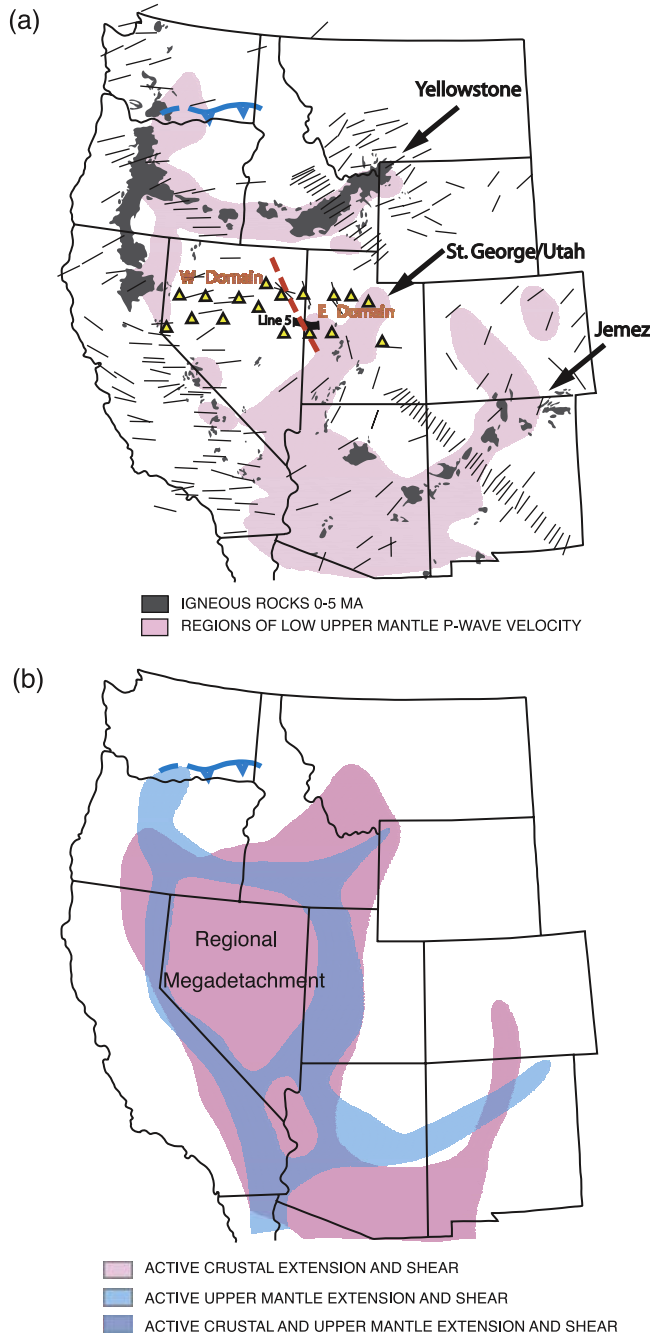 (a)
Yellowstone
St. George/Utah
W Domain
E Domain
Line 5
Jemez
IGNEOUS ROCKS 0-5 MA
REGIONS OF LOW UPPER MANTLE P-WAVE VELOCITY
(b)
Regional
Megadetachment
ACTIVE CRUSTAL EXTENSION AND SHEAR
ACTIVE UPPER MANTLE EXTENSION AND SHEAR
ACTIVE CRUSTAL AND UPPER MANTLE EXTENSION AND SHEAR